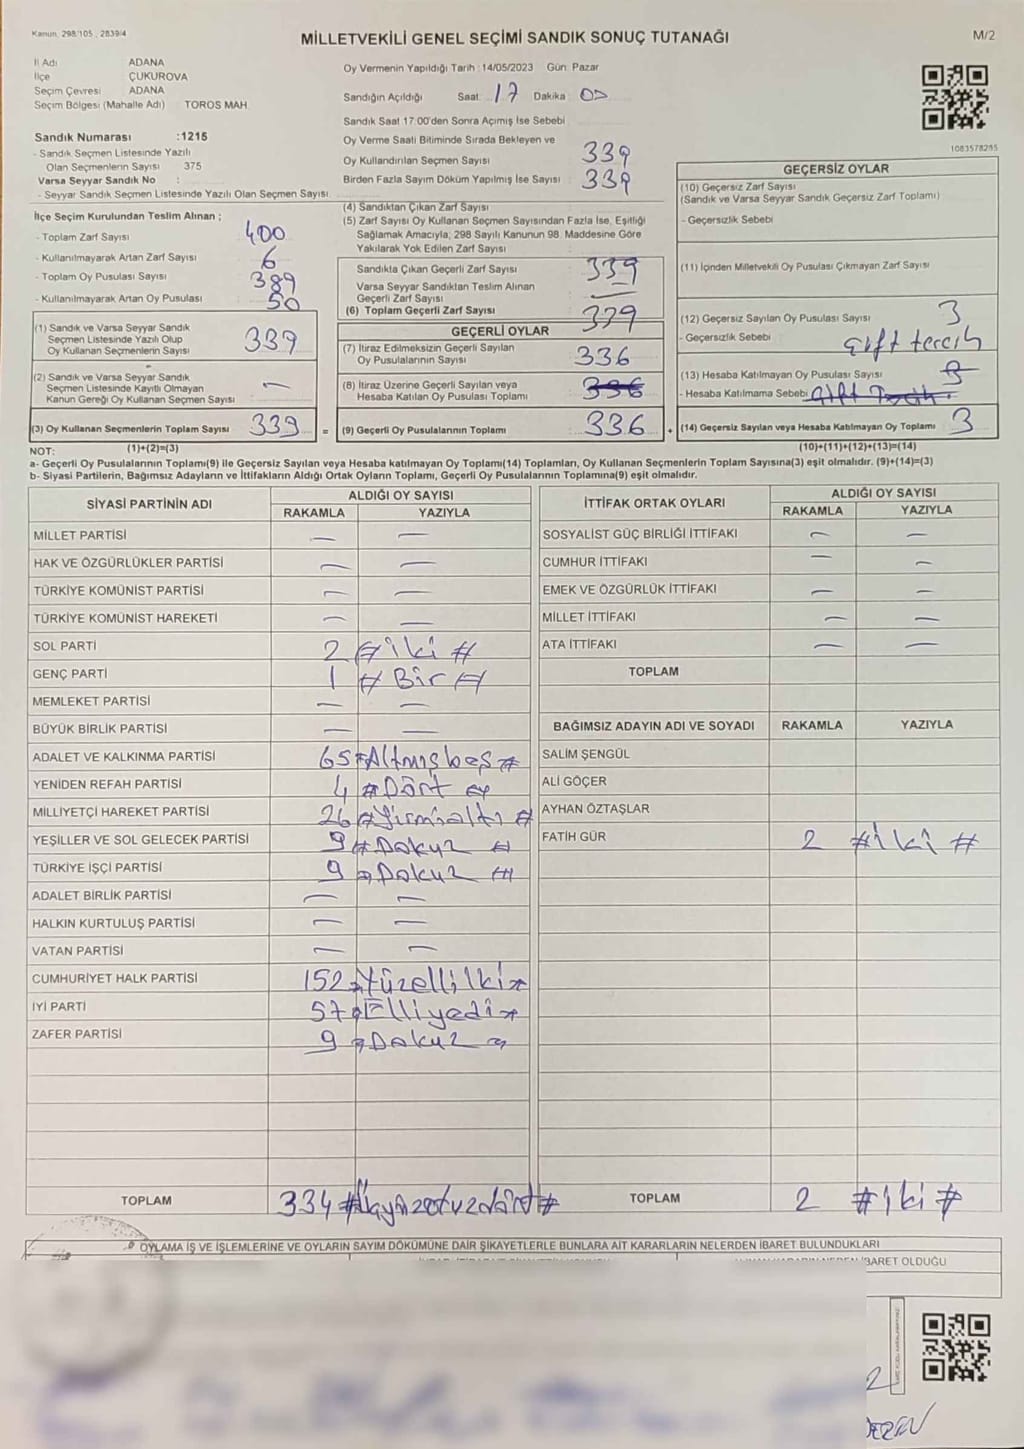 Kanun, 298/105 , 2839/4
MİLLETVEKİLİ GENEL SEÇİMİ SANDIK SONUÇ TUTANAĞI
M/2
İl Adı ADANA
İlçe ÇUKUROVA
Seçim Çevresi ADANA
Seçim Bölgesi (Mahalle Adı) TOROS MAH.
Sandık Numarası :1215
- Sandık Seçmen Listesinde Yazılı
Olan Seçmenlerin Sayısı 375
Varsa Seyyar Sandık No :
- Seyyar Sandık Seçmen Listesinde Yazılı Olan Seçmen Sayısı
İlçe Seçim Kurulundan Teslim Alınan ;
- Toplam Zarf Sayısı 400
- Kullanılmayarak Artan Zarf Sayısı 6
- Toplam Oy Pusulası Sayısı 389
- Kullanılmayarak Artan Oy Pusulası 50
(1) Sandık ve Varsa Seyyar Sandık
Seçmen Listesinde Yazılı Olup
Oy Kullanan Seçmenlerin Sayısı 339
(2) Sandık ve Varsa Seyyar Sandık
Seçmen Listesinde Kayıtlı Olmayan
Kanun Gereği Oy Kullanan Seçmen Sayısı —
(3) Oy Kullanan Seçmenlerin Toplam Sayısı 339 =
Oy Vermenin Yapıldığı Tarih : 14/05/2023 Gün: Pazar
Sandığın Açıldığı Saat: 17 Dakika : 00
Sandık Saat 17:00'den Sonra Açılmış İse Sebebi :
Oy Verme Saati Bitiminde Sırada Bekleyen ve
Oy Kullandırılan Seçmen Sayısı 339
Birden Fazla Sayım Döküm Yapılmış İse Sayısı 339
(4) Sandıktan Çıkan Zarf Sayısı
(5) Zarf Sayısı Oy Kullanan Seçmen Sayısından Fazla İse, Eşitliği
Sağlamak Amacıyla; 298 Sayılı Kanunun 98. Maddesine Göre
Yakılarak Yok Edilen Zarf Sayısı
Sandıkta Çıkan Geçerli Zarf Sayısı 339
Varsa Seyyar Sandıktan Teslim Alınan
Geçerli Zarf Sayısı —
(6) Toplam Geçerli Zarf Sayısı 339
GEÇERLİ OYLAR
(7) İtiraz Edilmeksizin Geçerli Sayılan
Oy Pusulalarının Sayısı 336
(8) İtiraz Üzerine Geçerli Sayılan veya
Hesaba Katılan Oy Pusulası Toplamı 336
(9) Geçerli Oy Pusulalarının Toplamı 336 +
1083578285
GEÇERSİZ OYLAR
(10) Geçersiz Zarf Sayısı
(Sandık ve Varsa Seyyar Sandık Geçersiz Zarf Toplamı)
- Geçersizlik Sebebi
(11) İçinden Milletvekili Oy Pusulası Çıkmayan Zarf Sayısı
(12) Geçersiz Sayılan Oy Pusulası Sayısı 3
- Geçersizlik Sebebi çift tercih
(13) Hesaba Katılmayan Oy Pusulası Sayısı 3
- Hesaba Katılmama Sebebi
(14) Geçersiz Sayılan veya Hesaba Katılmayan Oy Toplamı 3
NOT: (1)+(2)=(3) (10)+(11)+(12)+(13)=(14)
a- Geçerli Oy Pusulalarının Toplamı(9) ile Geçersiz Sayılan veya Hesaba katılmayan Oy Toplamı(14) Toplamları, Oy Kullanan Seçmenlerin Toplam Sayısına(3) eşit olmalıdır. (9)+(14)=(3)
b- Siyasi Partilerin, Bağımsız Adayların ve İttifakların Aldığı Ortak Oyların Toplamı, Geçerli Oy Pusulalarının Toplamına(9) eşit olmalıdır.
SİYASİ PARTİNİN ADI ALDIĞI OY SAYISI
RAKAMLA YAZIYLA
MİLLET PARTİSİ — —
HAK VE ÖZGÜRLÜKLER PARTİSİ — —
TÜRKİYE KOMÜNİST PARTİSİ — —
TÜRKİYE KOMÜNİST HAREKETİ — —
SOL PARTİ 2 # iki #
GENÇ PARTİ 1 # Bir #
MEMLEKET PARTİSİ — —
BÜYÜK BİRLİK PARTİSİ — —
ADALET VE KALKINMA PARTİSİ 65 # Altmışbeş #
YENİDEN REFAH PARTİSİ 4 # Dört #
MİLLİYETÇİ HAREKET PARTİSİ 26 # Yirmialtı #
YEŞİLLER VE SOL GELECEK PARTİSİ 9 # Dokuz #
TÜRKİYE İŞÇİ PARTİSİ 9 # Dokuz #
ADALET BİRLİK PARTİSİ — —
HALKIN KURTULUŞ PARTİSİ — —
VATAN PARTİSİ — —
CUMHURİYET HALK PARTİSİ 152 # Yüzelliİki #
İYİ PARTİ 57 # Elliyedi #
ZAFER PARTİSİ 9 # Dokuz #
TOPLAM 334 # Üçyüzotuzdört #
İTTİFAK ORTAK OYLARI ALDIĞI OY SAYISI
RAKAMLA YAZIYLA
SOSYALİST GÜÇ BİRLİĞİ İTTİFAKI — —
CUMHUR İTTİFAKI — —
EMEK VE ÖZGÜRLÜK İTTİFAKI — —
MİLLET İTTİFAKI — —
ATA İTTİFAKI — —
TOPLAM
BAĞIMSIZ ADAYIN ADI VE SOYADI RAKAMLA YAZIYLA
SALİM ŞENGÜL
ALİ GÖÇER
AYHAN ÖZTAŞLAR
FATİH GÜR 2 # iki #
TOPLAM 2 # iki #
OYLAMA İŞ VE İŞLEMLERİNE VE OYLARIN SAYIM DÖKÜMÜNE DAİR ŞİKAYETLERLE BUNLARA AİT KARARLARIN NELERDEN İBARET BULUNDUKLARI
İBARET OLDUĞU